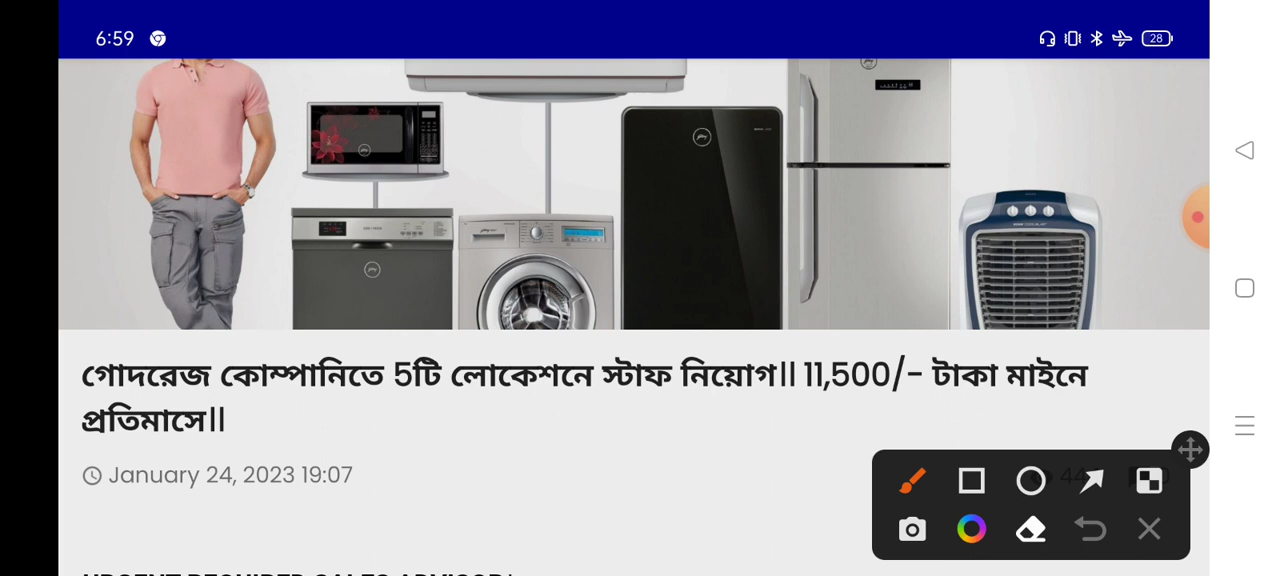 6:59
28
গোদরেজ কোম্পানিতে 5টি লোকেশনে স্টাফ নিয়োগ|| 11,500/- টাকা মাইনে
প্রতিমাসে||
January 24, 2023 19:07